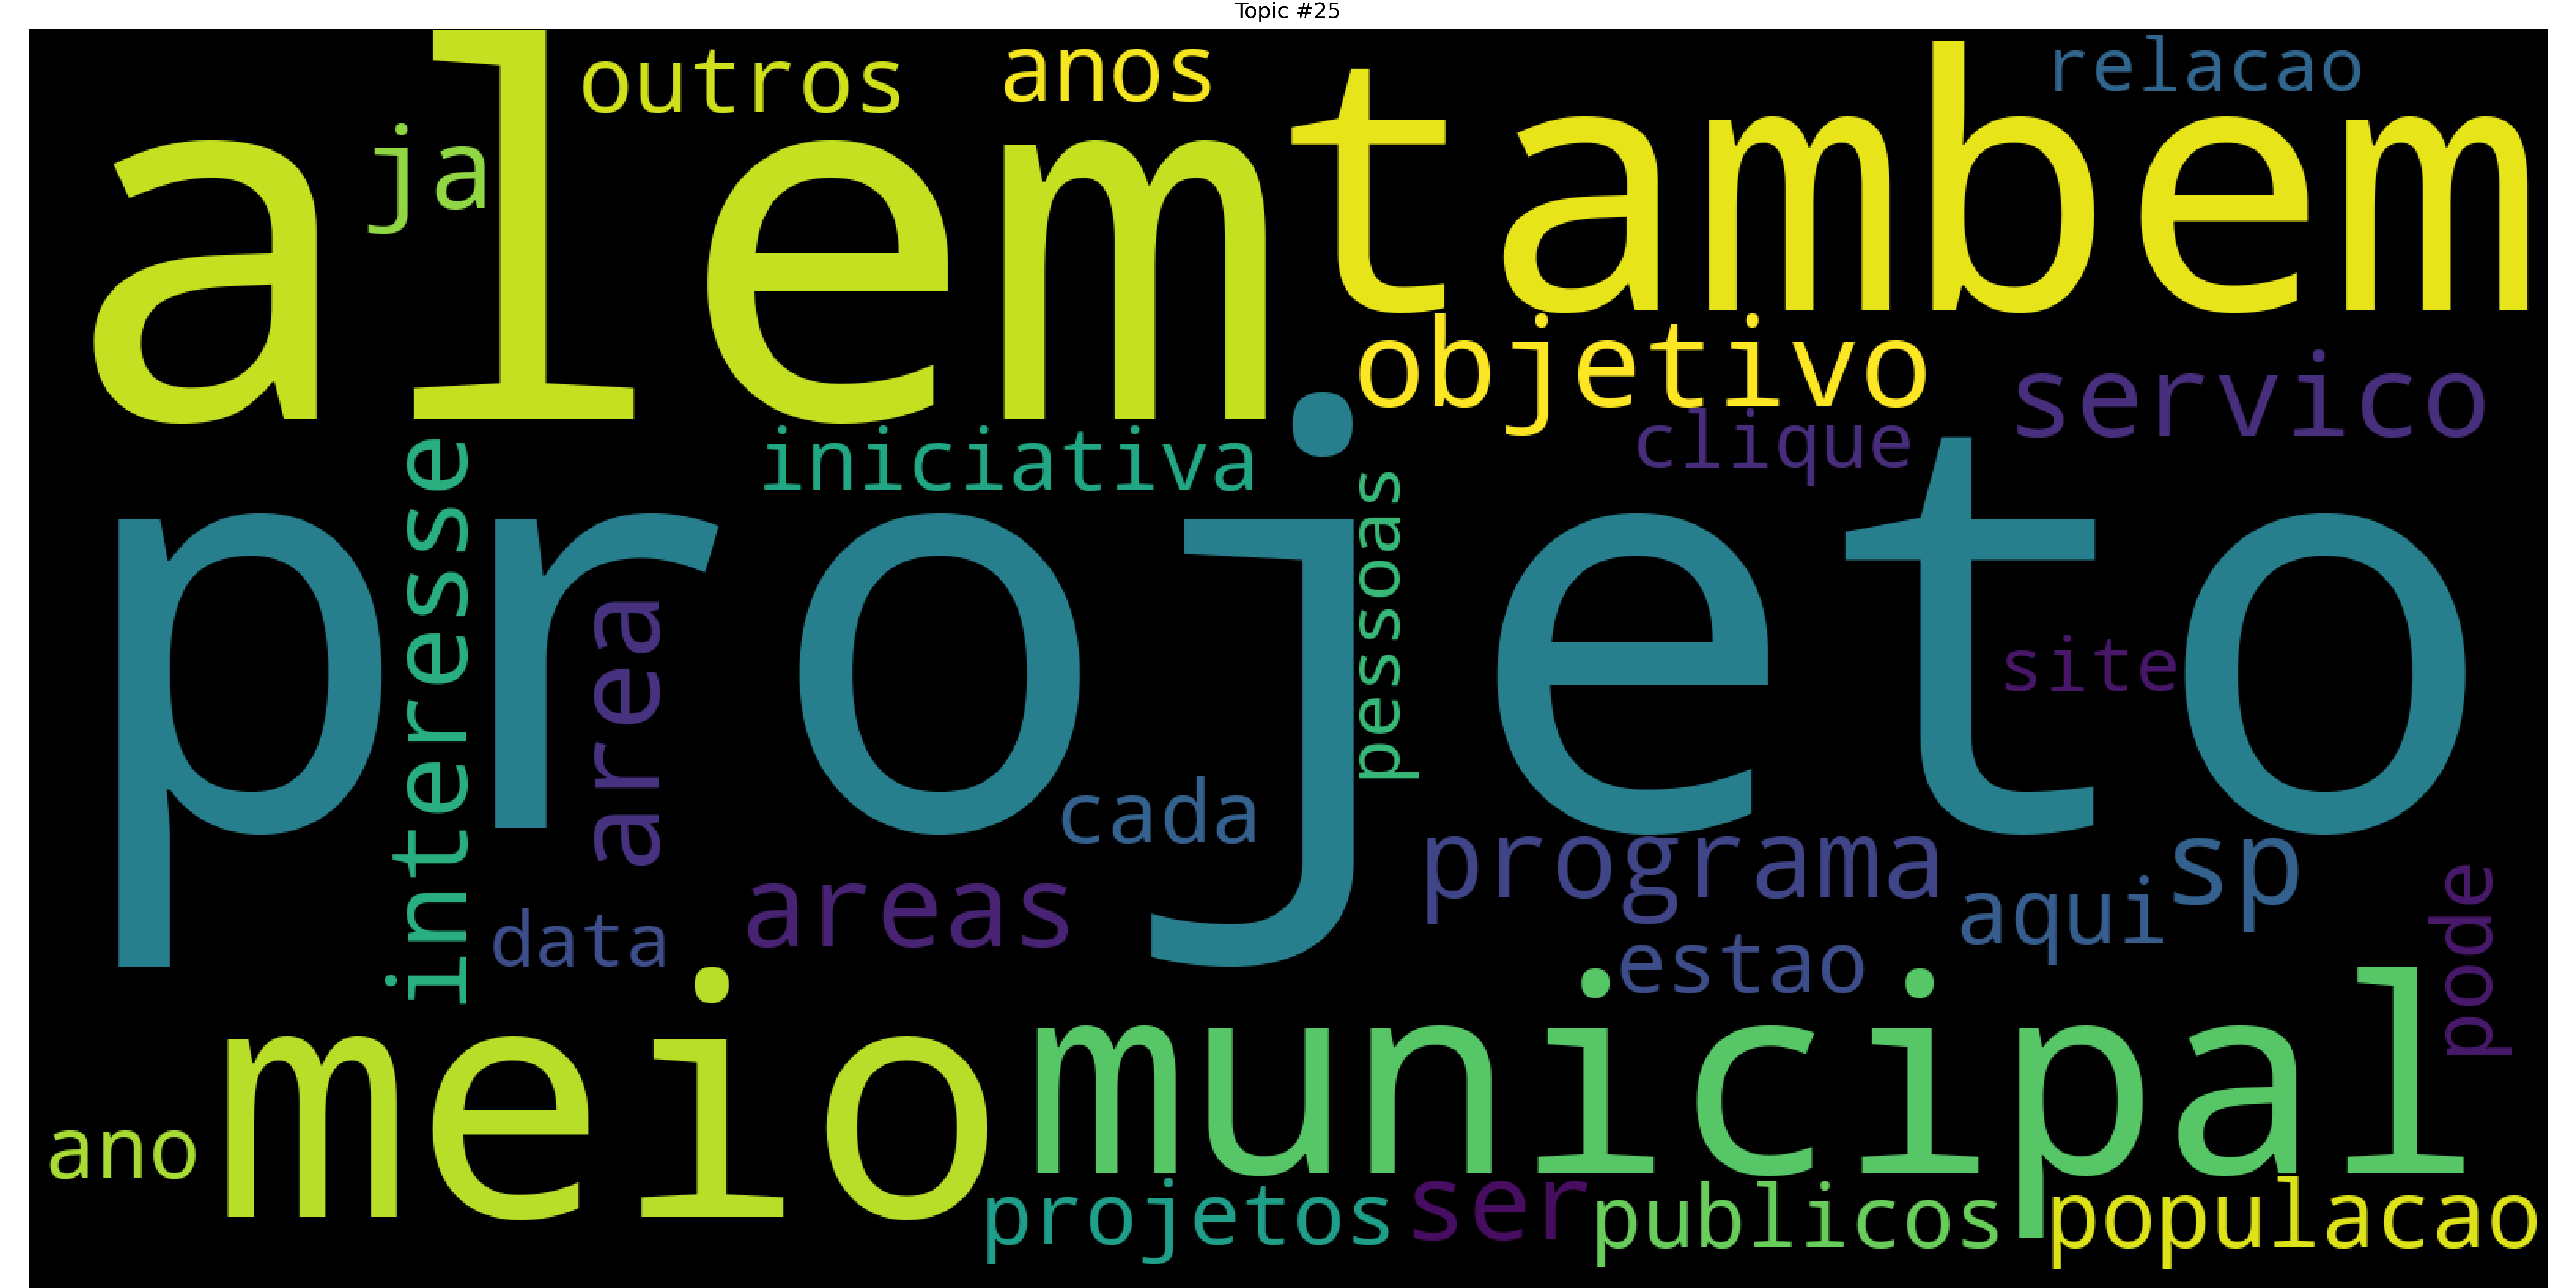 Topic #25
outros
anos
relacao
ja
alem
tambem
objetivo
servico
clique
iniciativa
interesse
pessoas
projeto
area
site
cada
programa
sp
areas
aqui
data
estao
pode
meio
municipal
ano
projetos
ser
publicos
populacao